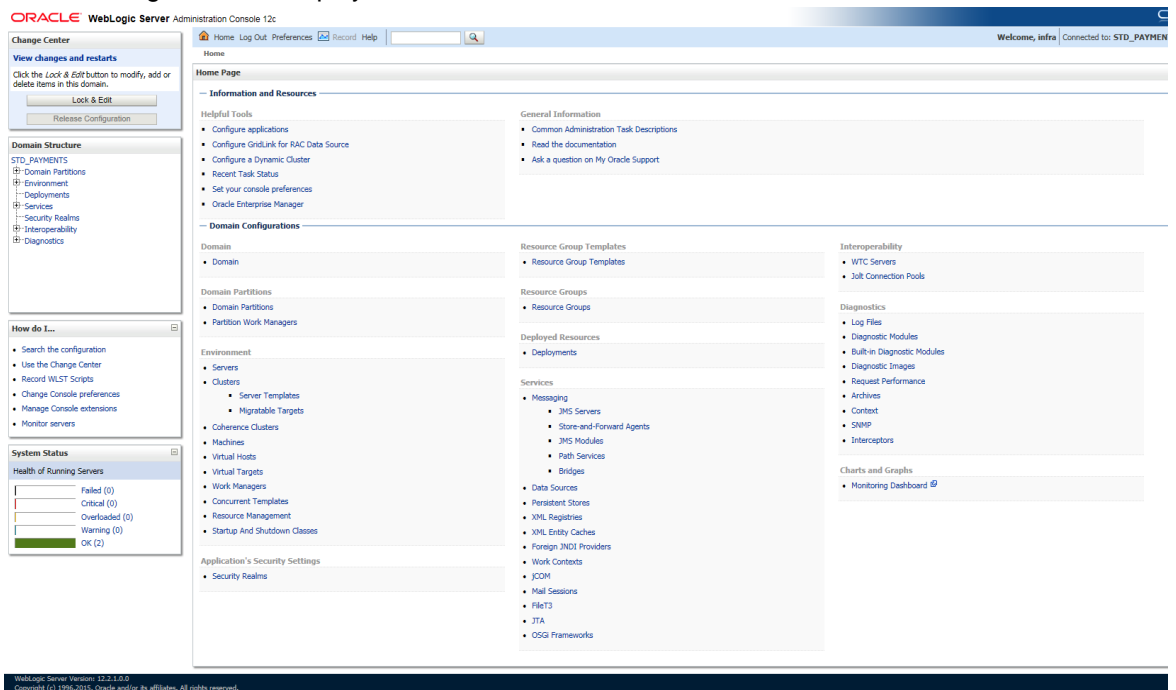 ORACLE WebLogic Server Administration Console 12c
Change Center
View changes and restarts
Click the Lock & Edit button to modify, add or
delete items in this domain.
Lock & Edit
Release Configuration
Domain Structure
STD_PAYMENTS
Domain Partitions
Environment
Deployments
Services
Security Realms
Interoperability
Diagnostics
How do I...
Search the configuration
Use the Change Center
Record WLST Scripts
Change Console preferences
Manage Console extensions
Monitor servers
System Status
Health of Running Servers
Failed (0)
Critical (0)
Overloaded (0)
Warning (0)
OK (2)
Home Log Out Preferences Record Help
Welcome, infra Connected to: STD_PAYMEN
Home
Home Page
Information and Resources
Helpful Tools
Configure applications
Configure GridLink for RAC Data Source
Configure a Dynamic Cluster
Recent Task Status
Set your console preferences
Oracle Enterprise Manager
General Information
Common Administration Task Descriptions
Read the documentation
Ask a question on My Oracle Support
Domain Configurations
Domain
Domain
Domain Partitions
Domain Partitions
Partition Work Managers
Environment
Servers
Clusters
Server Templates
Migratable Targets
Coherence Clusters
Machines
Virtual Hosts
Virtual Targets
Work Managers
Concurrent Templates
Resource Management
Startup And Shutdown Classes
Application's Security Settings
Security Realms
Resource Group Templates
Resource Group Templates
Resource Groups
Resource Groups
Deployed Resources
Deployments
Services
Messaging
JMS Servers
Store-and-Forward Agents
JMS Modules
Path Services
Bridges
Data Sources
Persistent Stores
XML Registries
XML Entity Caches
Foreign JNDI Providers
Work Contexts
jCOM
Mail Sessions
FileT3
JTA
OSGi Frameworks
Interoperability
WTC Servers
Jolt Connection Pools
Diagnostics
Log Files
Diagnostic Modules
Built-in Diagnostic Modules
Diagnostic Images
Request Performance
Archives
Context
SNMP
Interceptors
Charts and Graphs
Monitoring Dashboard
WebLogic Server Version: 12.2.1.0.0
Copyright (c) 1996,2015, Oracle and/or its affiliates. All rights reserved.